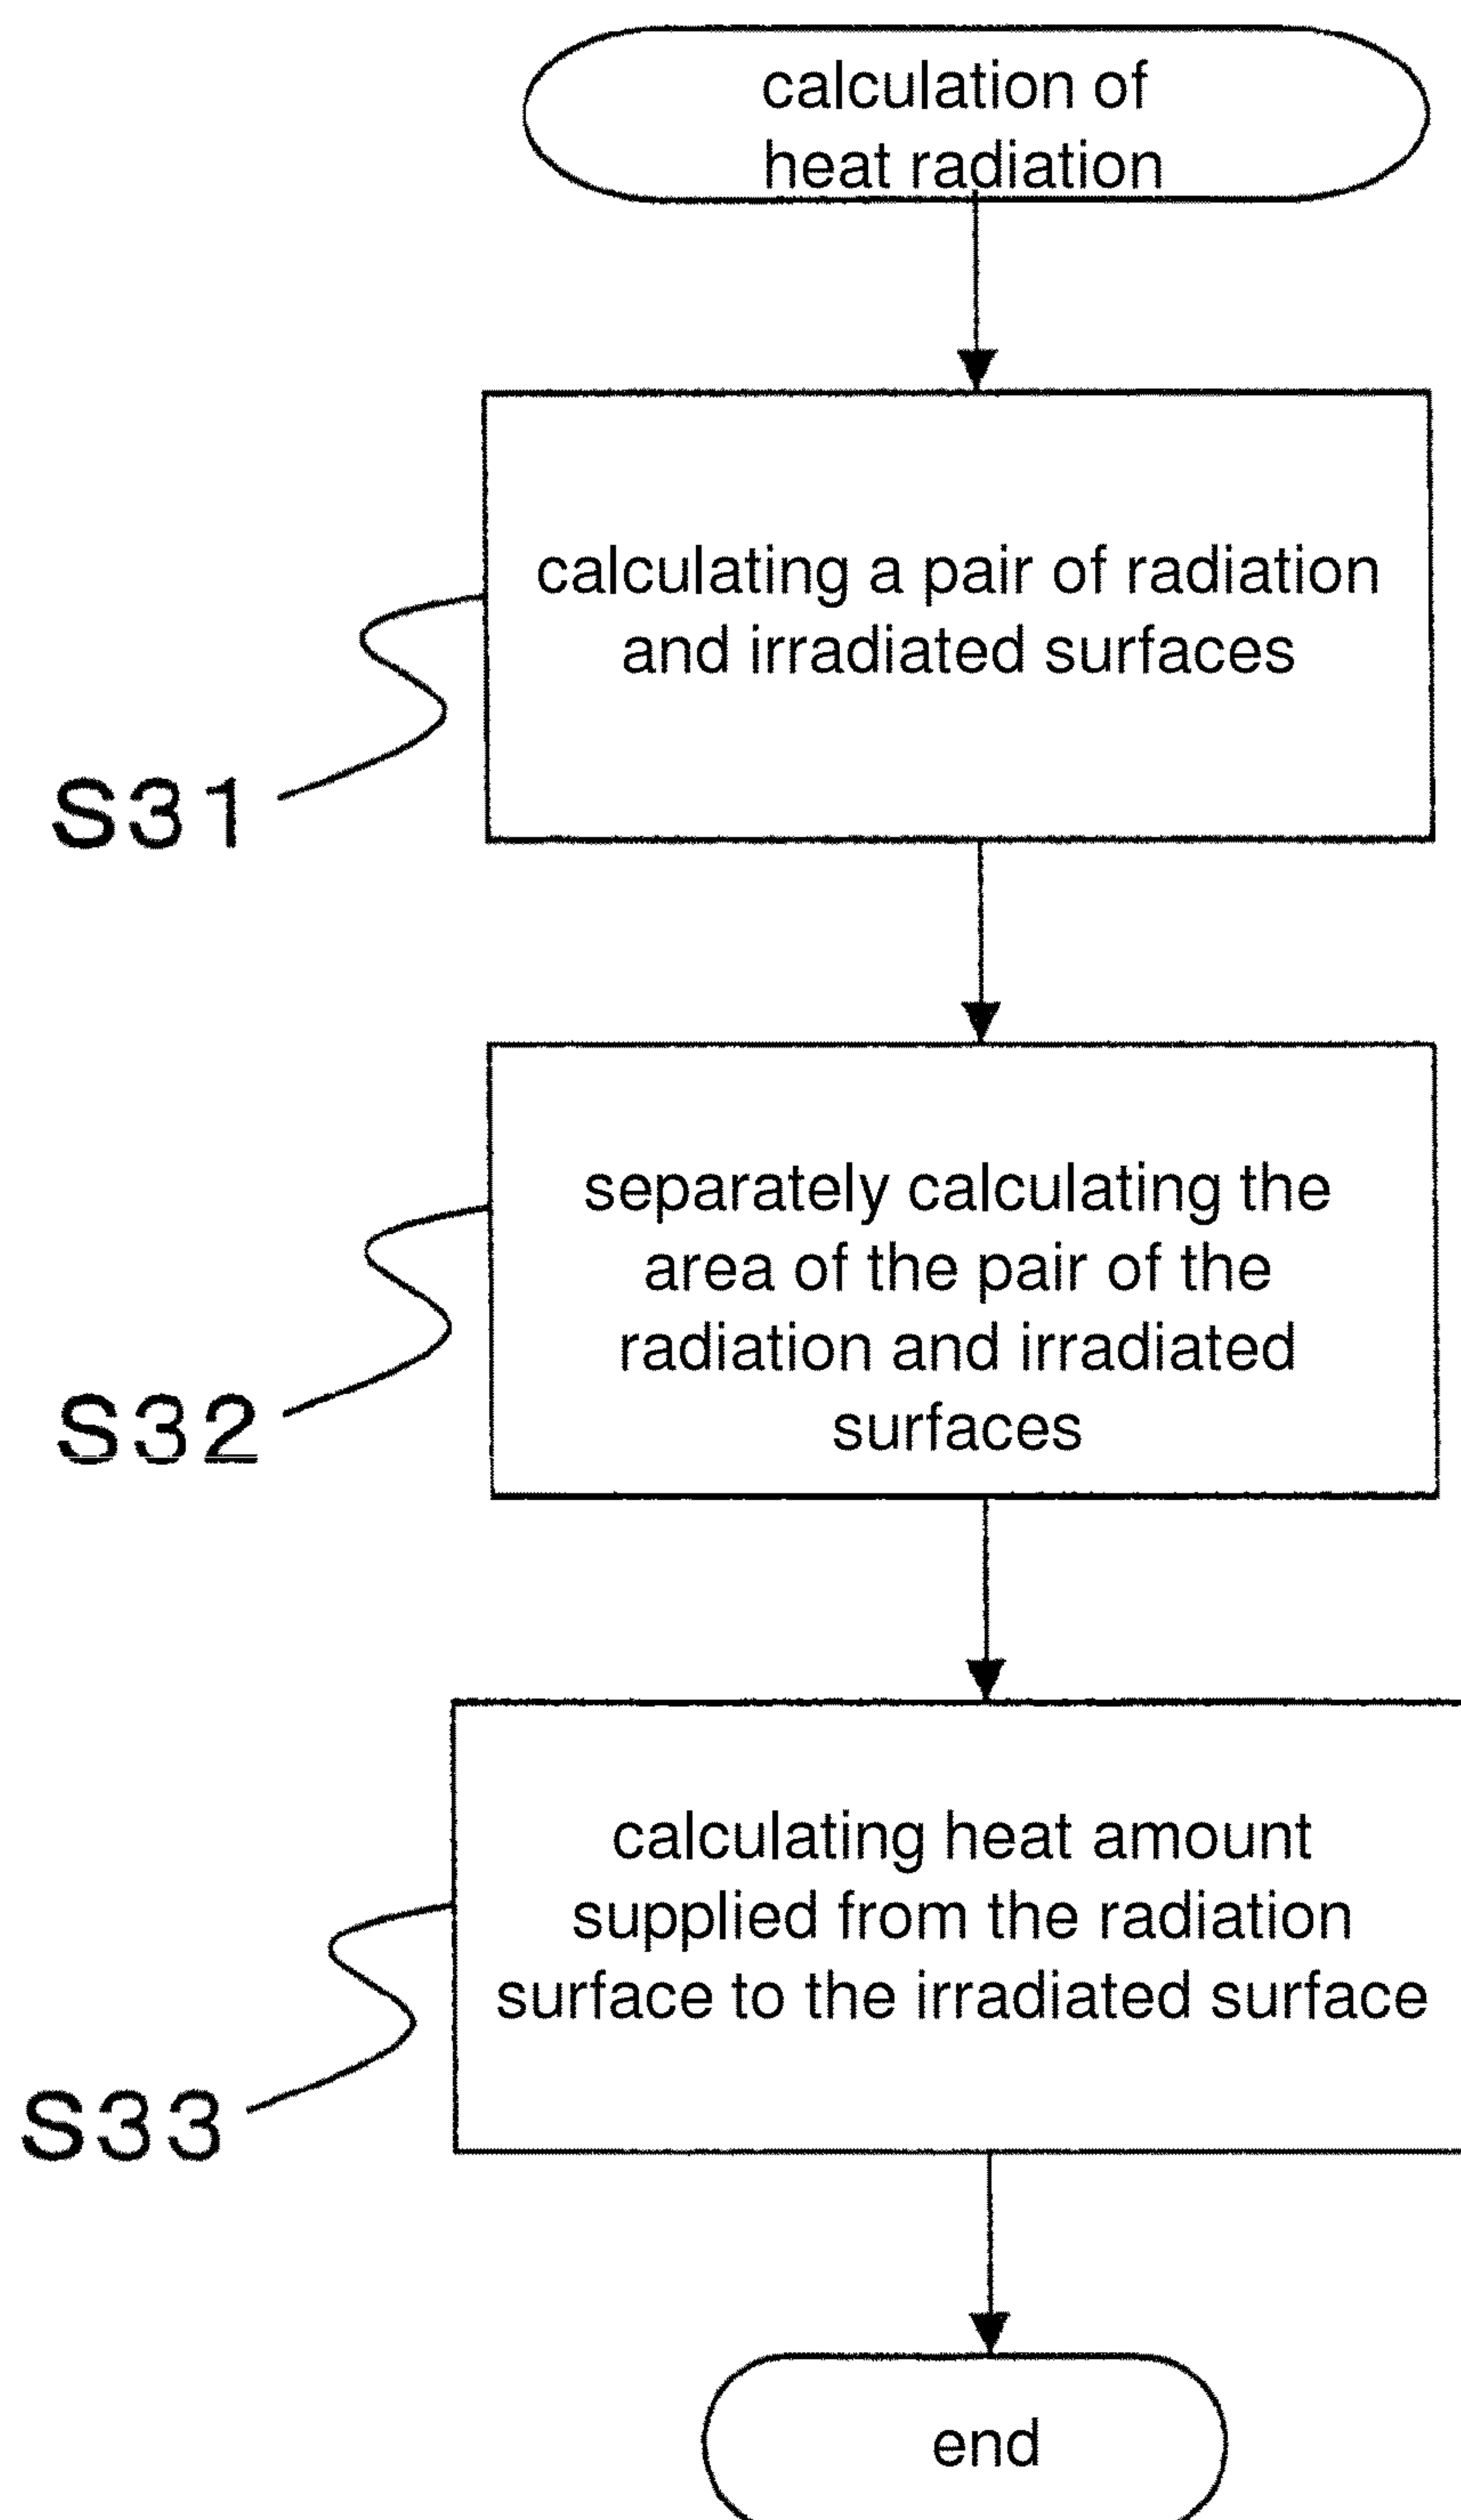 calculation of
heat radiation
calculating a pair of radiation
and irradiated surfaces
S31
separately calculating the
area of the pair of the
radiation and irradiated
surfaces
S32
calculating heat amount
supplied from the radiation
surface to the irradiated surface
S33
end